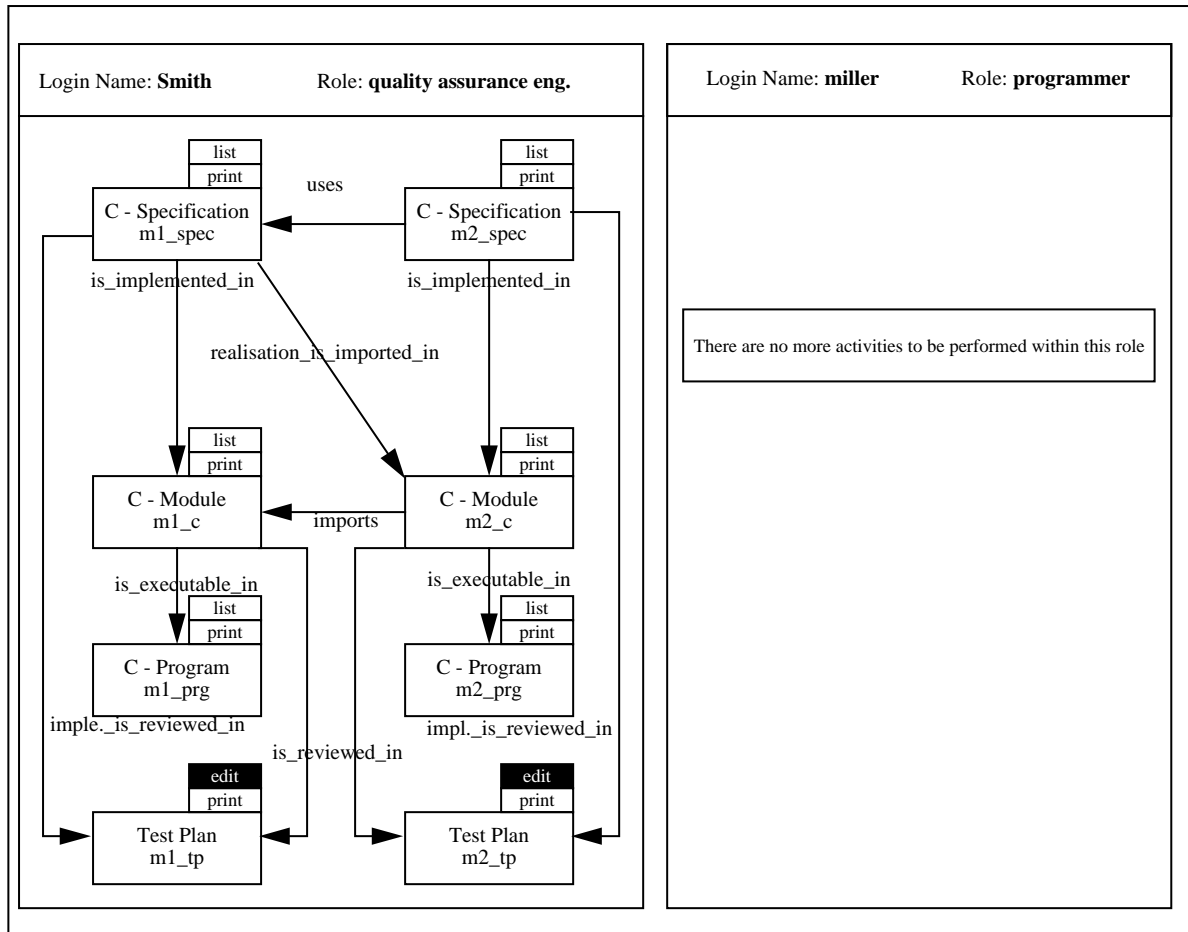 Login Name: Smith Role: quality assurance eng.
Login Name: miller Role: programmer
list
print
list
print
uses
C - Specification
m1_spec
C - Specification
m2_spec
is_implemented_in
is_implemented_in
There are no more activities to be performed within this role
realisation_is_imported_in
list
print
list
print
C - Module
m1_c
imports
C - Module
m2_c
is_executable_in
is_executable_in
list
print
list
print
C - Program
m1_prg
C - Program
m2_prg
imple._is_reviewed_in
impl._is_reviewed_in
is_reviewed_in
edit
print
edit
print
Test Plan
m1_tp
Test Plan
m2_tp